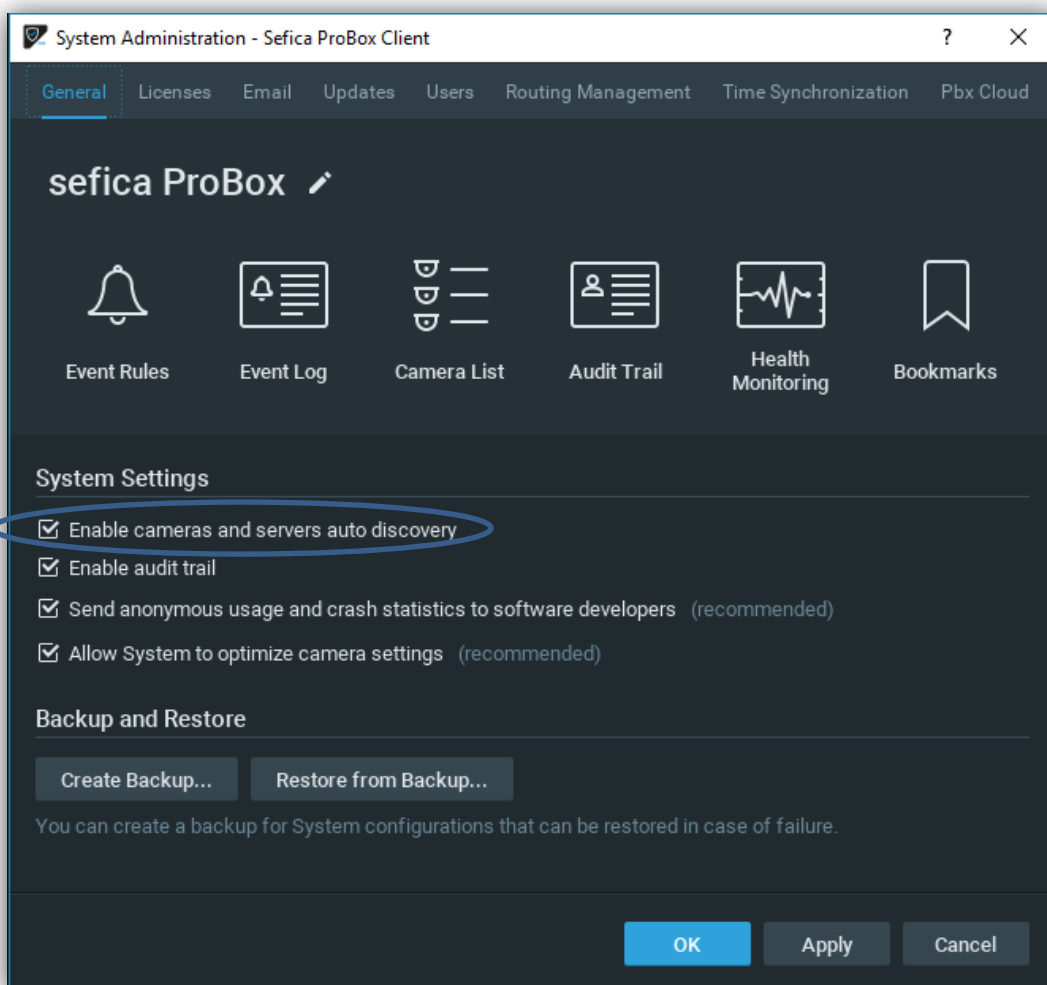 System Administration - Sefica ProBox Client ?
General Licenses Email Updates Users Routing Management Time Synchronization Pbx Cloud
sefica ProBox
Event Rules Event Log Camera List Audit Trail Health Monitoring Bookmarks
System Settings
Enable cameras and servers auto discovery
Enable audit trail
Send anonymous usage and crash statistics to software developers (recommended)
Allow System to optimize camera settings (recommended)
Backup and Restore
Create Backup... Restore from Backup...
You can create a backup for System configurations that can be restored in case of failure.
OK Apply Cancel